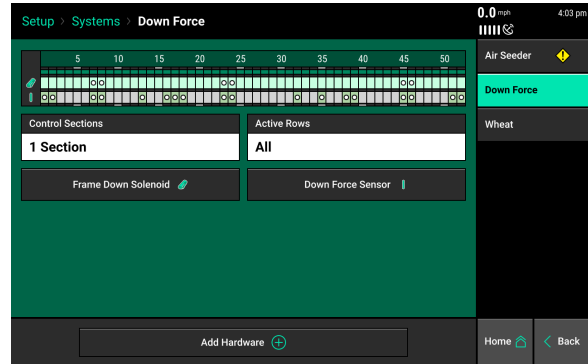 Setup > Systems > Down Force
0.0 mph
4:03 pm
5 10 15 20 25 30 35 40 45 50
Air Seeder
Down Force
Wheat
Control Sections
1 Section
Active Rows
All
Frame Down Solenoid
Down Force Sensor
Add Hardware
Home
< Back